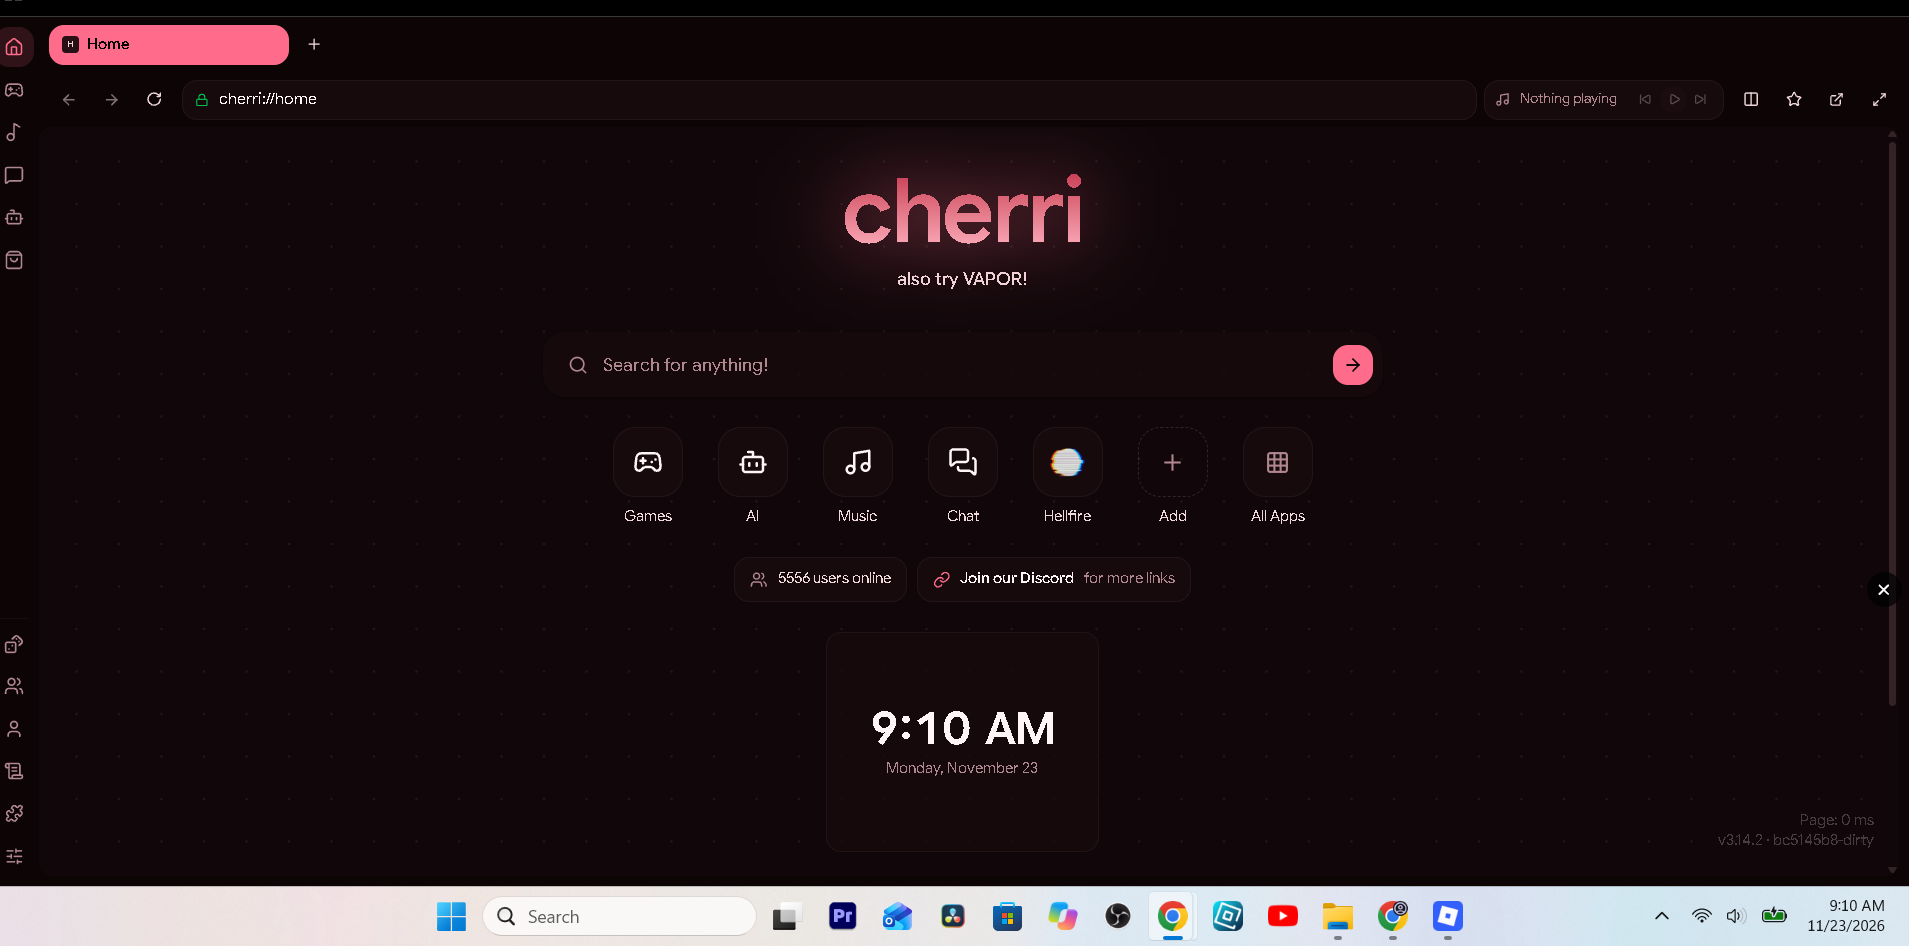 H Home
cherri://home
Nothing playing
cherri
also try VAPOR!
Search for anything!
Games
AI
Music
Chat
Hellfire
Add
All Apps
5556 users online
Join our Discord for more links
9:10 AM
Monday, November 23
Page: 0 ms
v3.14.2 · bc5145b8-dirty
Search
Pr
9:10 AM
11/23/2026